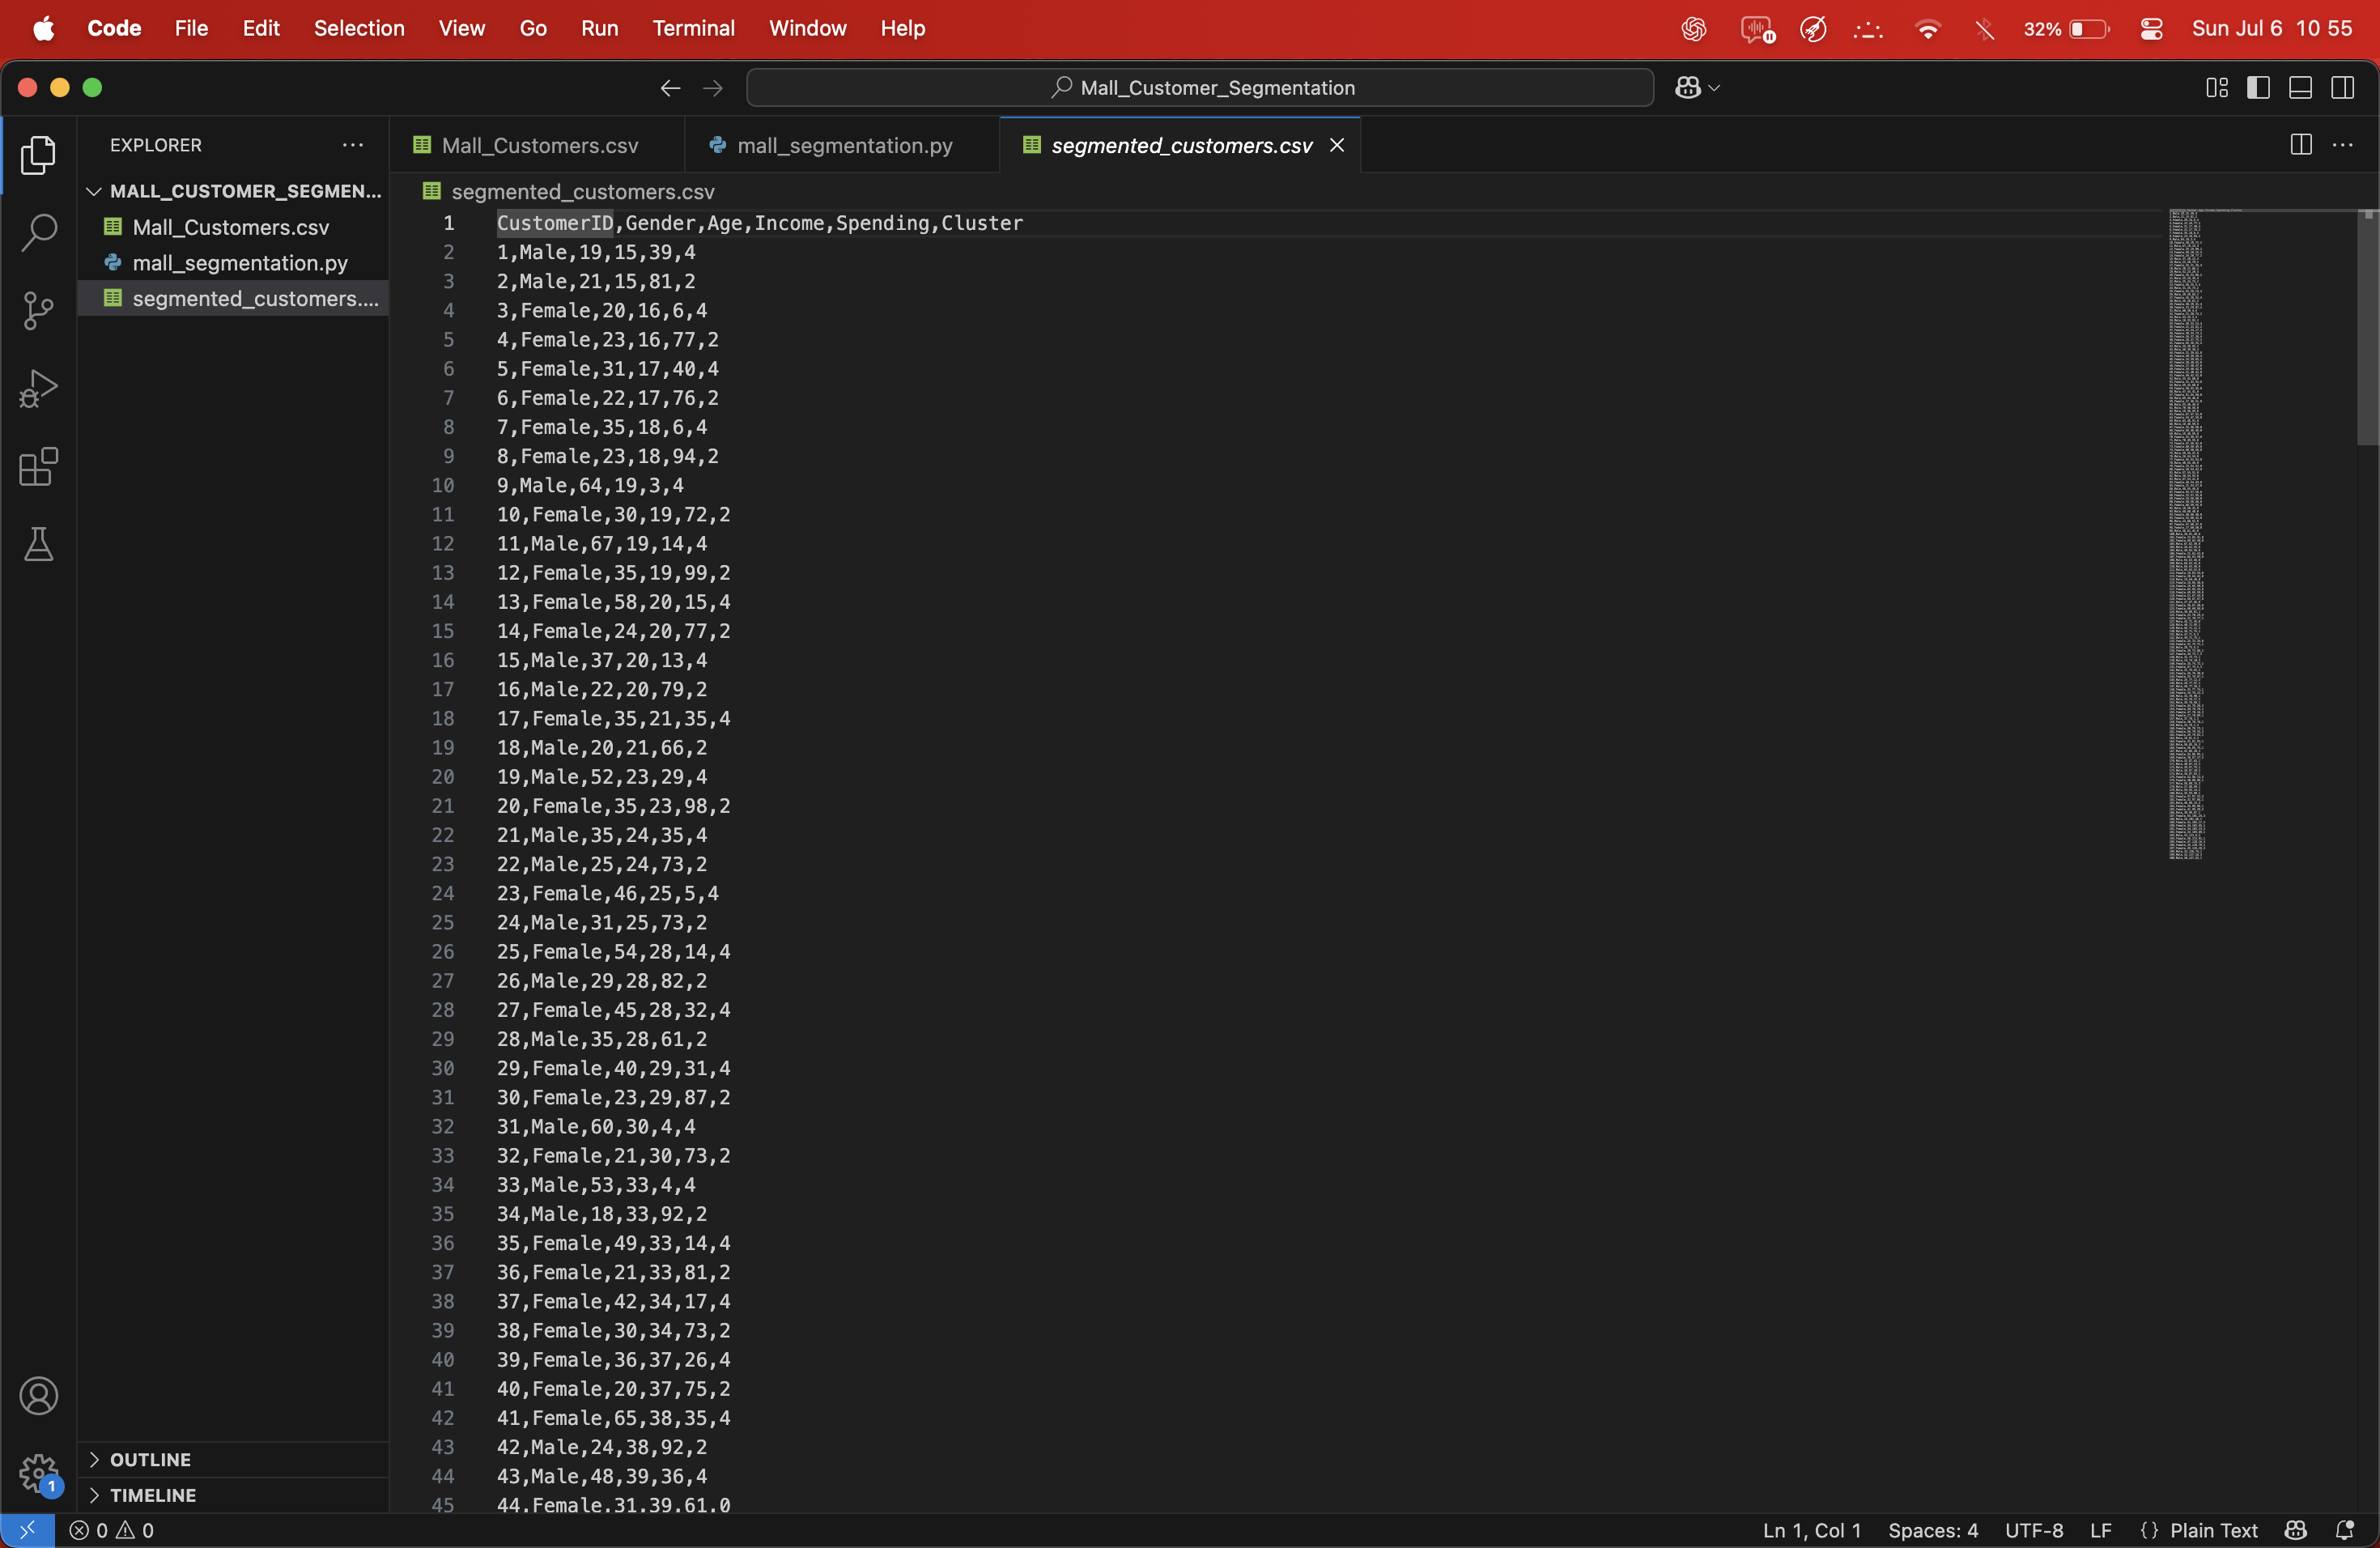 Code File Edit Selection View Go Run Terminal Window Help 32% Sun Jul 6 10 55
Mall_Customer_Segmentation
EXPLORER
MALL_CUSTOMER_SEGMEN...
Mall_Customers.csv
mall_segmentation.py
segmented_customers....
OUTLINE
TIMELINE
1
Mall_Customers.csv mall_segmentation.py segmented_customers.csv
segmented_customers.csv
1 CustomerID,Gender,Age,Income,Spending,Cluster
2 1,Male,19,15,39,4
3 2,Male,21,15,81,2
4 3,Female,20,16,6,4
5 4,Female,23,16,77,2
6 5,Female,31,17,40,4
7 6,Female,22,17,76,2
8 7,Female,35,18,6,4
9 8,Female,23,18,94,2
10 9,Male,64,19,3,4
11 10,Female,30,19,72,2
12 11,Male,67,19,14,4
13 12,Female,35,19,99,2
14 13,Female,58,20,15,4
15 14,Female,24,20,77,2
16 15,Male,37,20,13,4
17 16,Male,22,20,79,2
18 17,Female,35,21,35,4
19 18,Male,20,21,66,2
20 19,Male,52,23,29,4
21 20,Female,35,23,98,2
22 21,Male,35,24,35,4
23 22,Male,25,24,73,2
24 23,Female,46,25,5,4
25 24,Male,31,25,73,2
26 25,Female,54,28,14,4
27 26,Male,29,28,82,2
28 27,Female,45,28,32,4
29 28,Male,35,28,61,2
30 29,Female,40,29,31,4
31 30,Female,23,29,87,2
32 31,Male,60,30,4,4
33 32,Female,21,30,73,2
34 33,Male,53,33,4,4
35 34,Male,18,33,92,2
36 35,Female,49,33,14,4
37 36,Female,21,33,81,2
38 37,Female,42,34,17,4
39 38,Female,30,34,73,2
40 39,Female,36,37,26,4
41 40,Female,20,37,75,2
42 41,Female,65,38,35,4
43 42,Male,24,38,92,2
44 43,Male,48,39,36,4
45 44,Female,31,39,61,0
0 0 Ln 1, Col 1 Spaces: 4 UTF-8 LF {} Plain Text